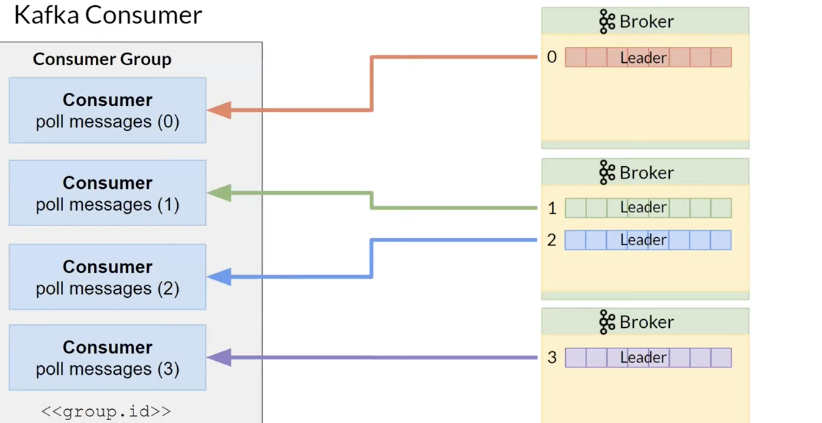 Kafka Consumer
Consumer Group
Consumer
poll messages (0)
Consumer
poll messages (1)
Consumer
poll messages (2)
Consumer
poll messages (3)
<<group.id>>
Broker
0 Leader
Broker
1 Leader
2 Leader
Broker
3 Leader